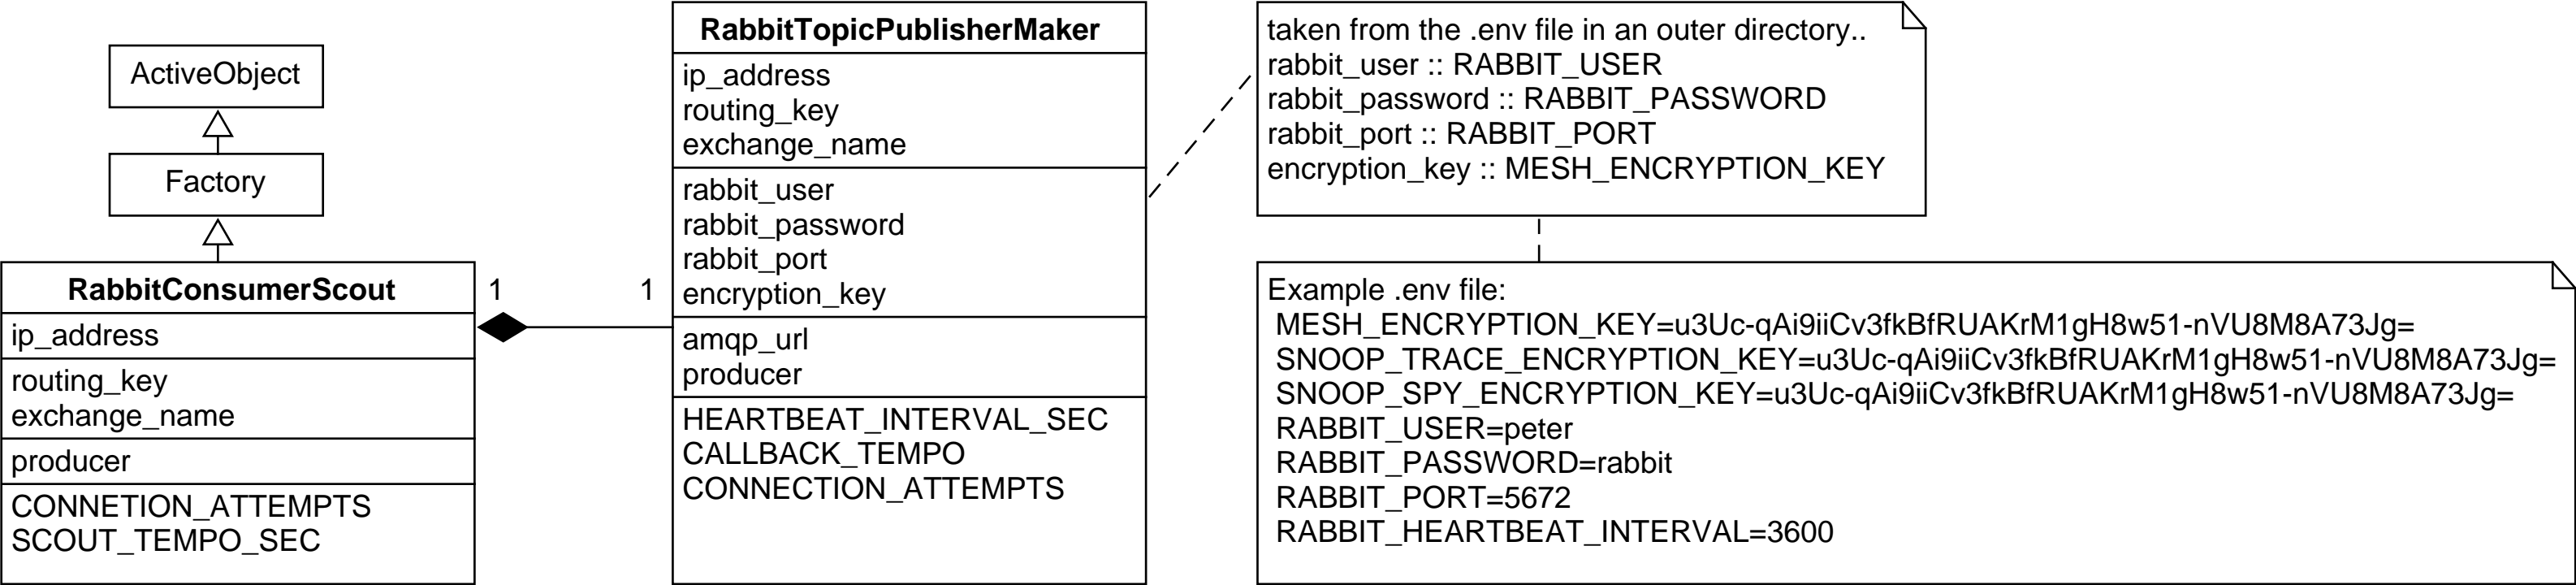 ActiveObject
Factory
RabbitConsumerScout
ip_address
routing_key
exchange_name
producer
CONNETION_ATTEMPTS
SCOUT_TEMPO_SEC
1
1
RabbitTopicPublisherMaker
ip_address
routing_key
exchange_name
rabbit_user
rabbit_password
rabbit_port
encryption_key
amqp_url
producer
HEARTBEAT_INTERVAL_SEC
CALLBACK_TEMPO
CONNECTION_ATTEMPTS
taken from the .env file in an outer directory..
rabbit_user :: RABBIT_USER
rabbit_password :: RABBIT_PASSWORD
rabbit_port :: RABBIT_PORT
encryption_key :: MESH_ENCRYPTION_KEY
Example .env file:
MESH_ENCRYPTION_KEY=u3Uc-qAi9iiCv3fkBfRUAKrM1gH8w51-nVU8M8A73Jg=
SNOOP_TRACE_ENCRYPTION_KEY=u3Uc-qAi9iiCv3fkBfRUAKrM1gH8w51-nVU8M8A73Jg=
SNOOP_SPY_ENCRYPTION_KEY=u3Uc-qAi9iiCv3fkBfRUAKrM1gH8w51-nVU8M8A73Jg=
RABBIT_USER=peter
RABBIT_PASSWORD=rabbit
RABBIT_PORT=5672
RABBIT_HEARTBEAT_INTERVAL=3600